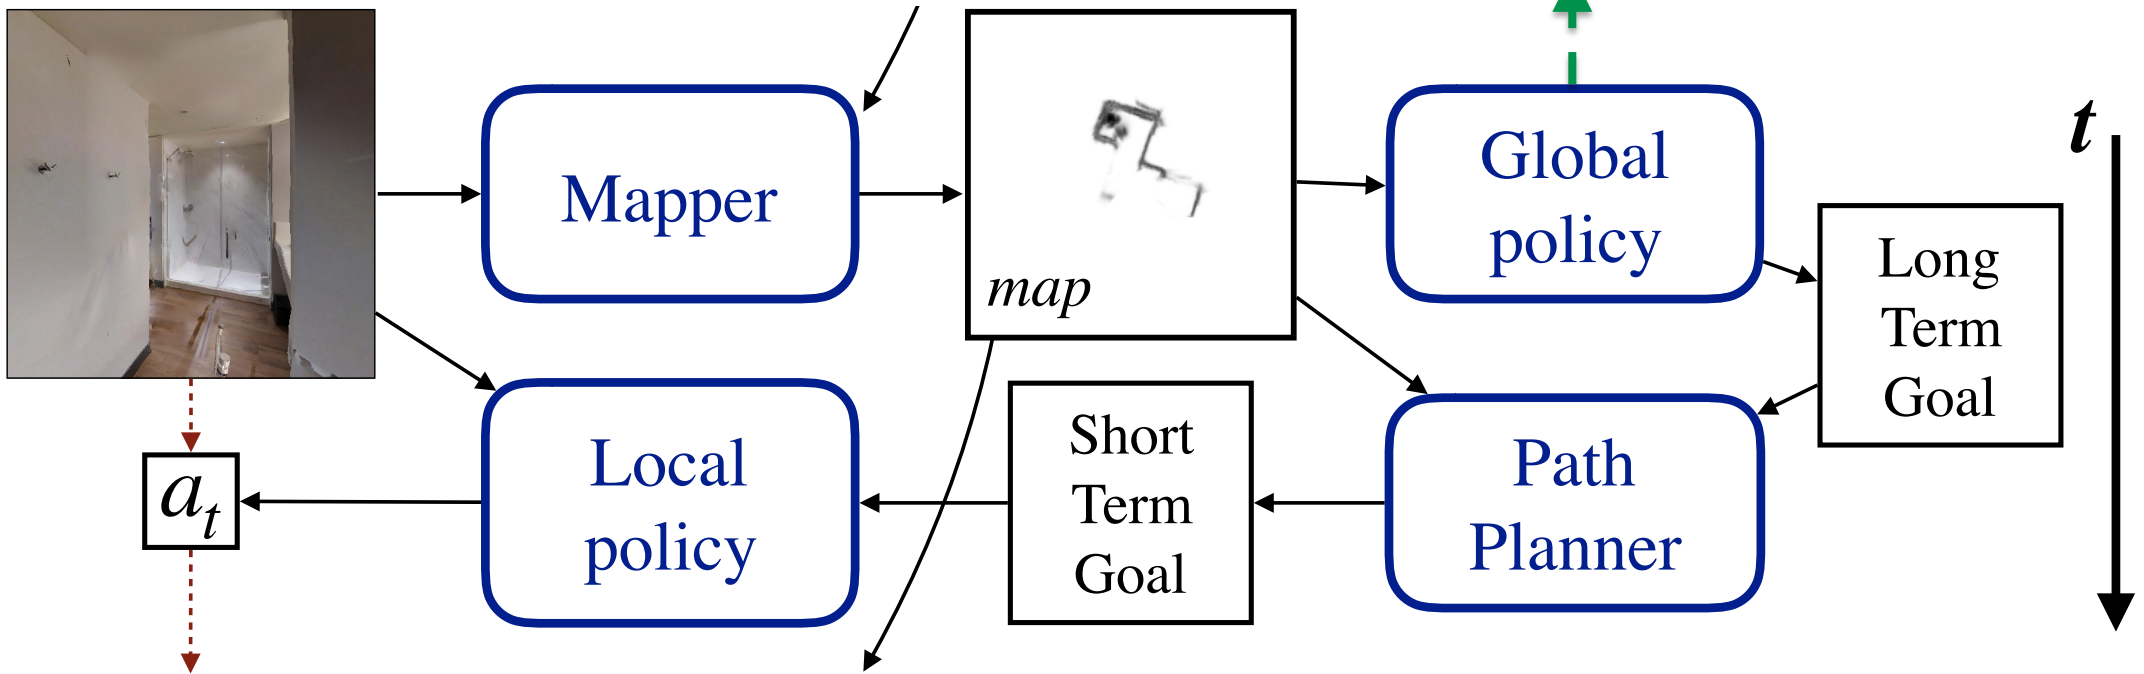 Mapper
map
Global
policy
t
Long
Term
Goal
Local
policy
Short
Term
Goal
Path
Planner
a_t